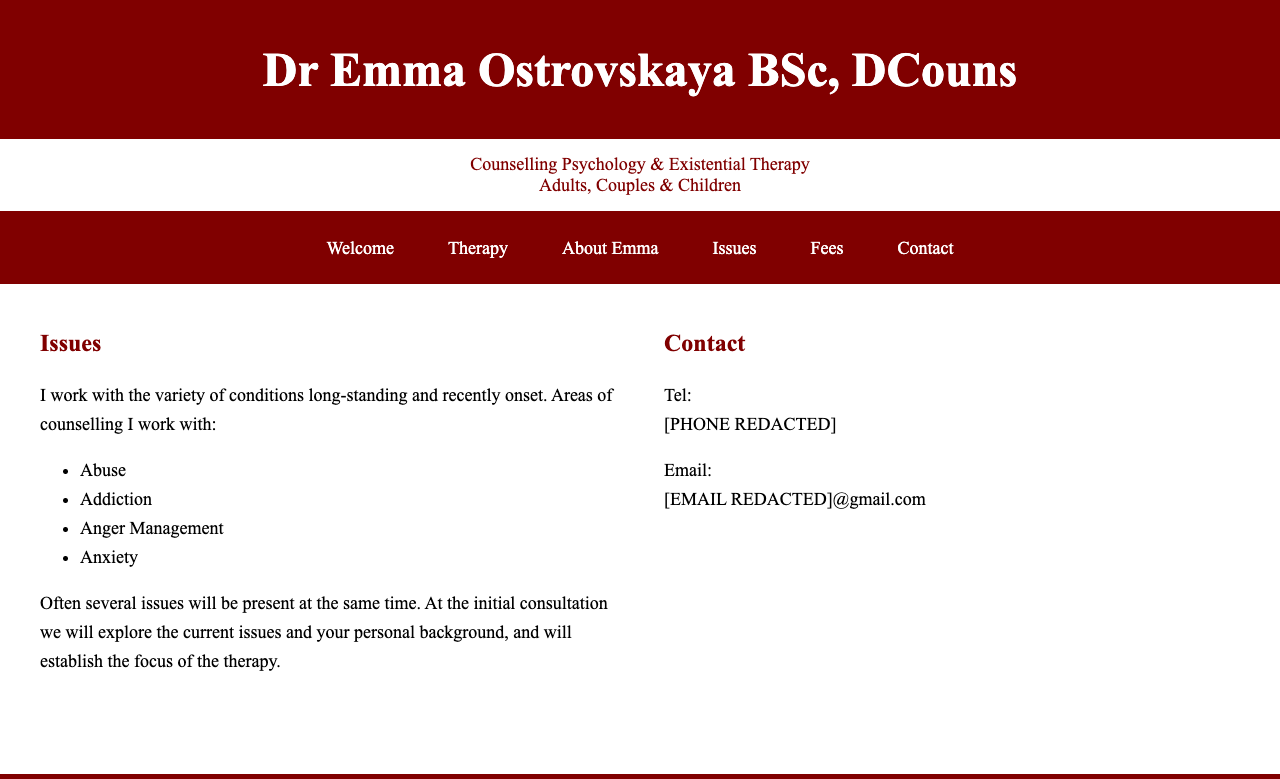 Dr Emma Ostrovskaya BSc, DCouns
Counselling Psychology & Existential Therapy
Adults, Couples & Children
Welcome Therapy About Emma Issues Fees Contact
Issues
I work with the variety of conditions long-standing and recently onset. Areas of
counselling I work with:
• Abuse
• Addiction
• Anger Management
• Anxiety
Often several issues will be present at the same time. At the initial consultation
we will explore the current issues and your personal background, and will
establish the focus of the therapy.
Contact
Tel:
[PHONE REDACTED]
Email:
[EMAIL REDACTED]@gmail.com